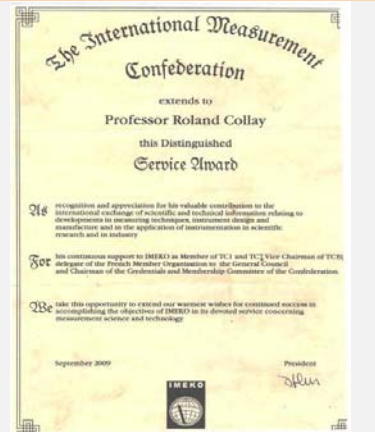 The International Measurement
Confederation
extends to
Professor Roland Collay
this Distinguished
Service Award
As recognition and appreciation for his valuable contribution to the
international exchange of scientific and technical information relating to
developments in measuring techniques, instrument design and
manufacture and in the application of instrumentation in scientific
research and in industry
For his continuous support to IMEKO as Member of TC1 and TC7, Vice Chairman of TC8,
delegate of the French Member Organisation to the General Council
and Chairman of the Credentials and Membership Committee of the Confederation
We take this opportunity to extend our warmest wishes for continued success in
accomplishing the objectives of IMEKO in its devoted service concerning
measurement science and technology
September 2009
President
IMEKO